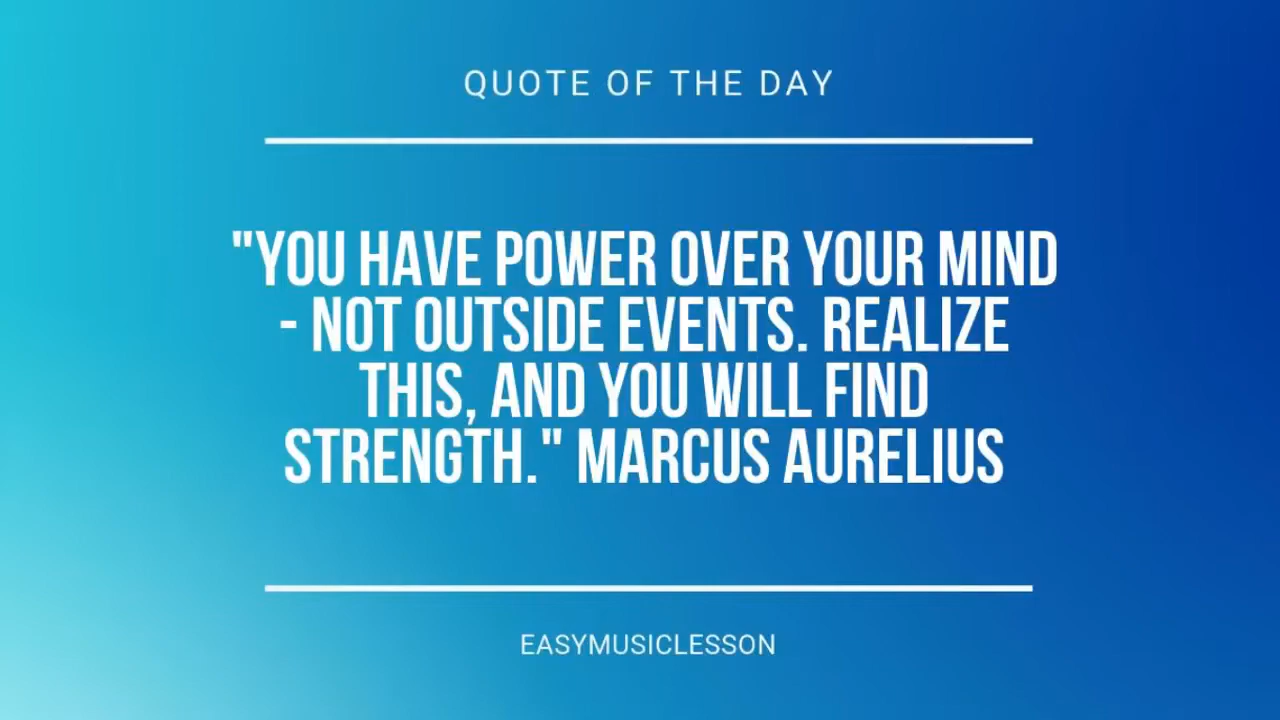 QUOTE OF THE DAY
"YOU HAVE POWER OVER YOUR MIND
- NOT OUTSIDE EVENTS. REALIZE
THIS, AND YOU WILL FIND
STRENGTH." MARCUS AURELIUS
EASYMUSICLESSON